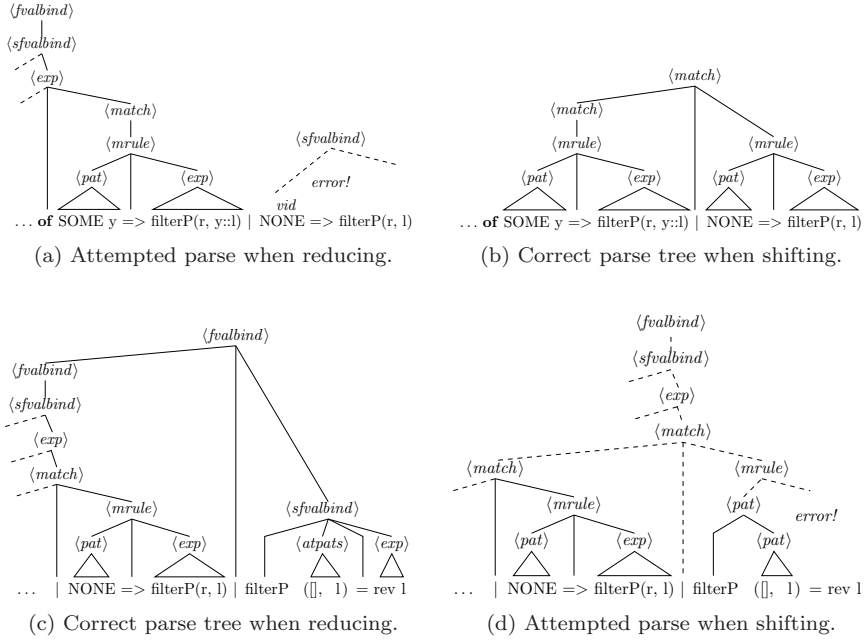 ⟨fvalbind⟩
⟨sfvalbind⟩
⟨exp⟩
⟨match⟩
⟨mrule⟩
⟨pat⟩ ⟨exp⟩
⟨sfvalbind⟩
error!
vid
... of SOME y => filterP(r, y::l) | NONE => filterP(r, l)
(a) Attempted parse when reducing.
⟨match⟩
⟨match⟩
⟨mrule⟩ ⟨mrule⟩
⟨pat⟩ ⟨exp⟩ ⟨pat⟩ ⟨exp⟩
... of SOME y => filterP(r, y::l) | NONE => filterP(r, l)
(b) Correct parse tree when shifting.
⟨fvalbind⟩
⟨fvalbind⟩
⟨sfvalbind⟩
⟨exp⟩
⟨match⟩
⟨mrule⟩ ⟨sfvalbind⟩
⟨pat⟩ ⟨exp⟩ ⟨atpats⟩ ⟨exp⟩
... | NONE => filterP(r, l) | filterP ([], l) = rev l
(c) Correct parse tree when reducing.
⟨fvalbind⟩
⟨sfvalbind⟩
⟨exp⟩
⟨match⟩
⟨match⟩ ⟨mrule⟩
⟨mrule⟩ ⟨pat⟩ error!
⟨pat⟩ ⟨exp⟩ ⟨pat⟩
... | NONE => filterP(r, l) | filterP ([], l) = rev l
(d) Attempted parse when shifting.